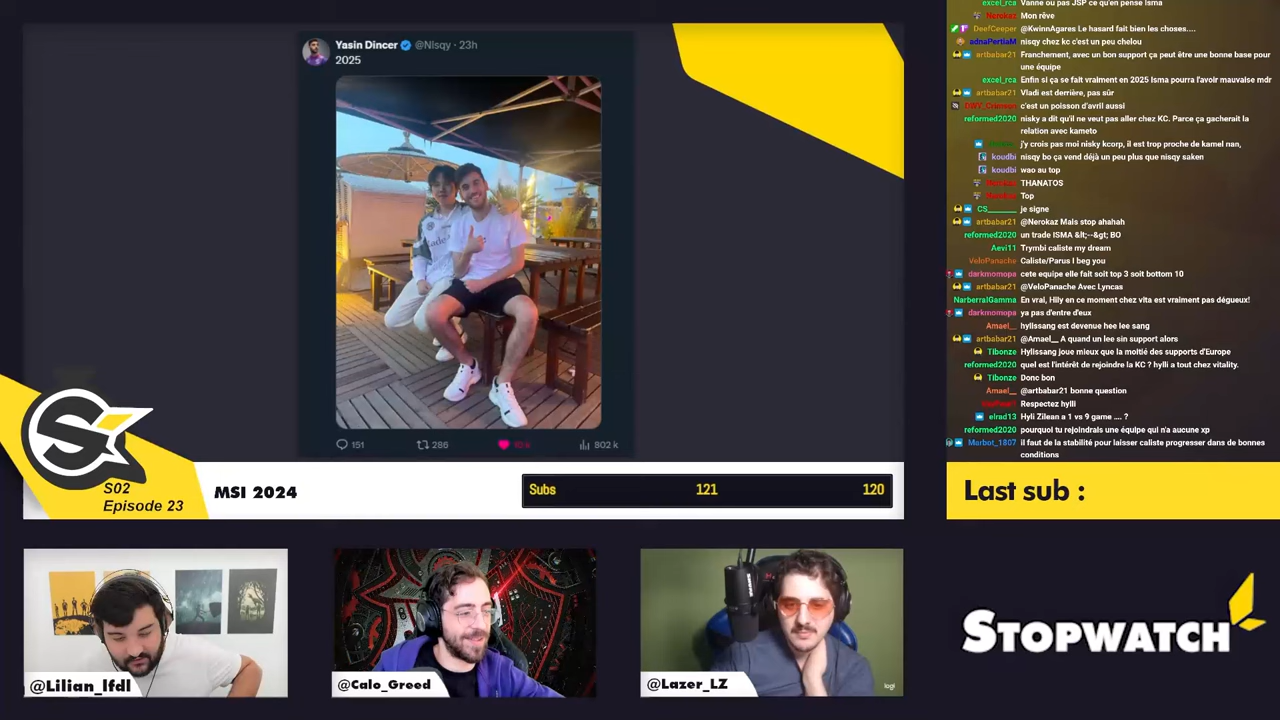 Yasin Dincer @Nisqy · 23h
2025
151
286
802 k
S02
Episode 23
MSI 2024
Subs 121 120
Last sub :
@Lilian_lfdl
@Calo_Greed
@Lazer_LZ
logi
STOPWATCH
excel_rca Vanne ou pas JSP ce qu'en pense Isma
Nerokaz Mon rêve
DeefCeeper @KwinnAgares Le hasard fait bien les choses....
adnaPertIaM nisqy chez kc c'est un peu chelou
artbabar21 Franchement, avec un bon support ça peut être une bonne base pour
une équipe
excel_rca Enfin si ça se fait vraiment en 2025 Isma pourra l'avoir mauvaise mdr
artbabar21 Vladi est derrière, pas sûr
c'est un poisson d'avril aussi
reformed2020 nisky a dit qu'il ne veut pas aller chez KC. Parce ça gacherait la
relation avec kameto
j'y crois pas moi nisky kcorp, il est trop proche de kamel nan,
koudbi nisqy bo ça vend déjà un peu plus que nisqy saken
koudbi wao au top
Nerokaz THANATOS
Nerokaz Top
CS_______ je signe
artbabar21 @Nerokaz Mais stop ahahah
reformed2020 un trade ISMA &lt;--&gt; BO
Aevi11 Trymbi caliste my dream
VeloPanache Caliste/Parus I beg you
darkmomopa cete equipe elle fait soit top 3 soit bottom 10
artbabar21 @VeloPanache Avec Lyncas
NarberralGamma En vrai, Hily en ce moment chez vita est vraiment pas dégueu!
darkmomopa ya pas d'entre d'eux
Amael__ hylissang est devenue hee lee sang
artbabar21 @Amael__ A quand un lee sin support alors
Tibonze Hylissang joue mieux que la moitié des supports d'Europe
reformed2020 quel est l'intérêt de rejoindre la KC ? hylli a tout chez vitality.
Tibonze Donc bon
Amael__ @artbabar21 bonne question
Respectez hylli
elrad13 Hyli Zilean a 1 vs 9 game .... ?
reformed2020 pourquoi tu rejoindrais une équipe qui n'a aucune xp
Marbot_1807 il faut de la stabilité pour laisser caliste progresser dans de bonnes
conditions